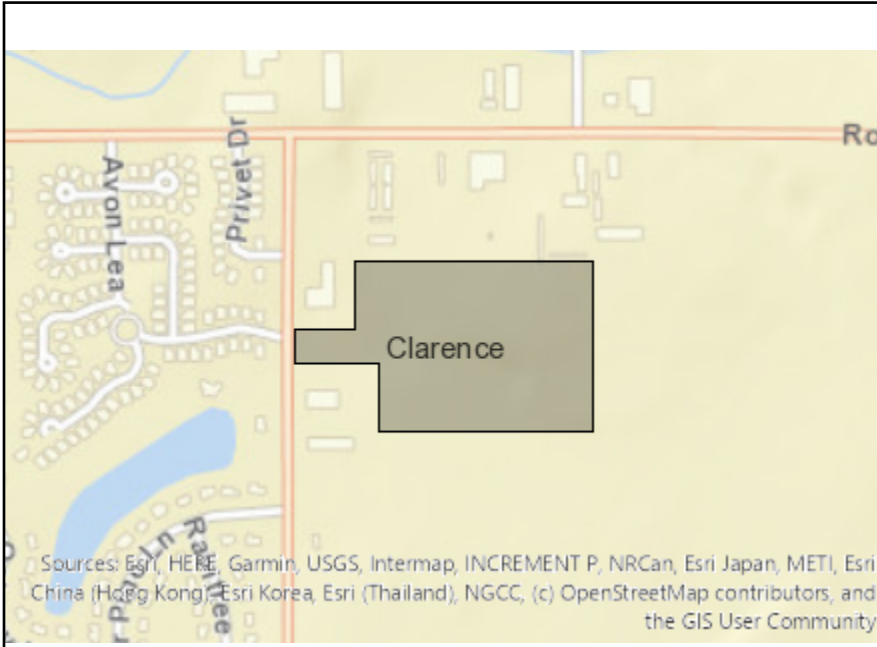 Ro
Avon Lea
Privet Dr
Clarence
Sources: Esri, HERE, Garmin, USGS, Intermap, INCREMENT P, NRCan, Esri Japan, METI, Esri
China (Hong Kong), Esri Korea, Esri (Thailand), NGCC, (c) OpenStreetMap contributors, and
the GIS User Community